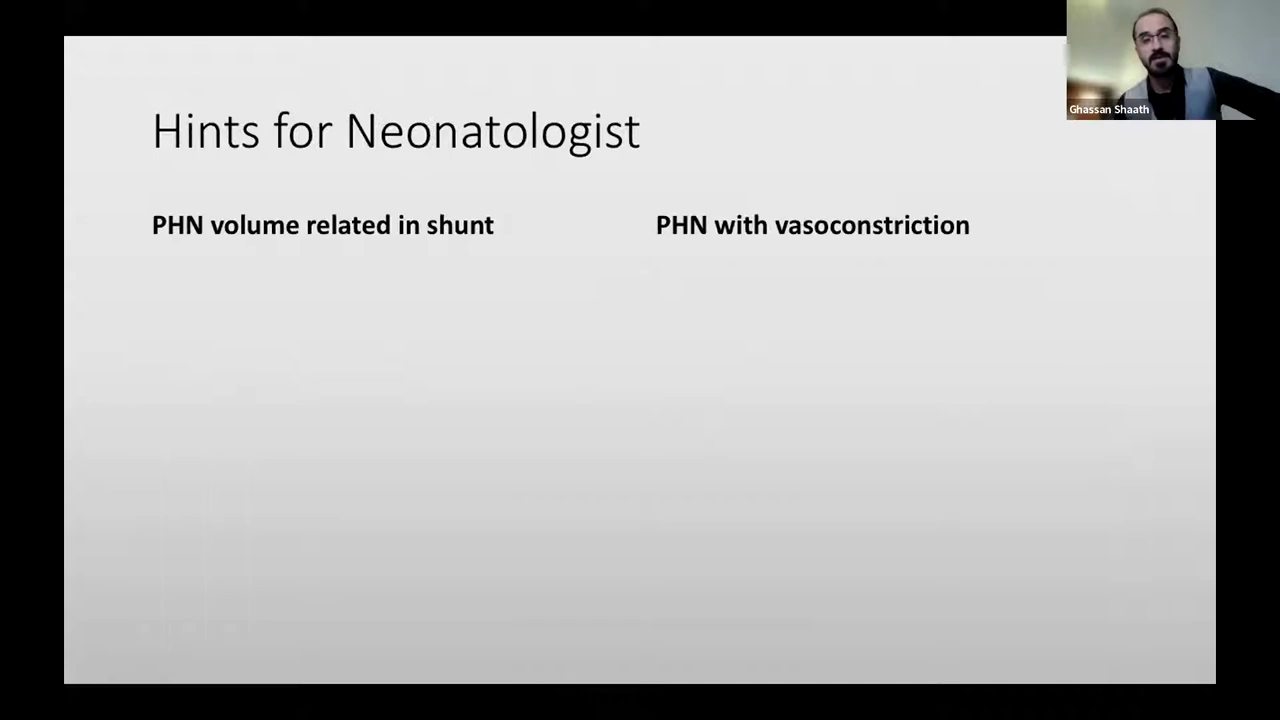 Ghassan Shaath
Hints for Neonatologist
PHN volume related in shunt
PHN with vasoconstriction